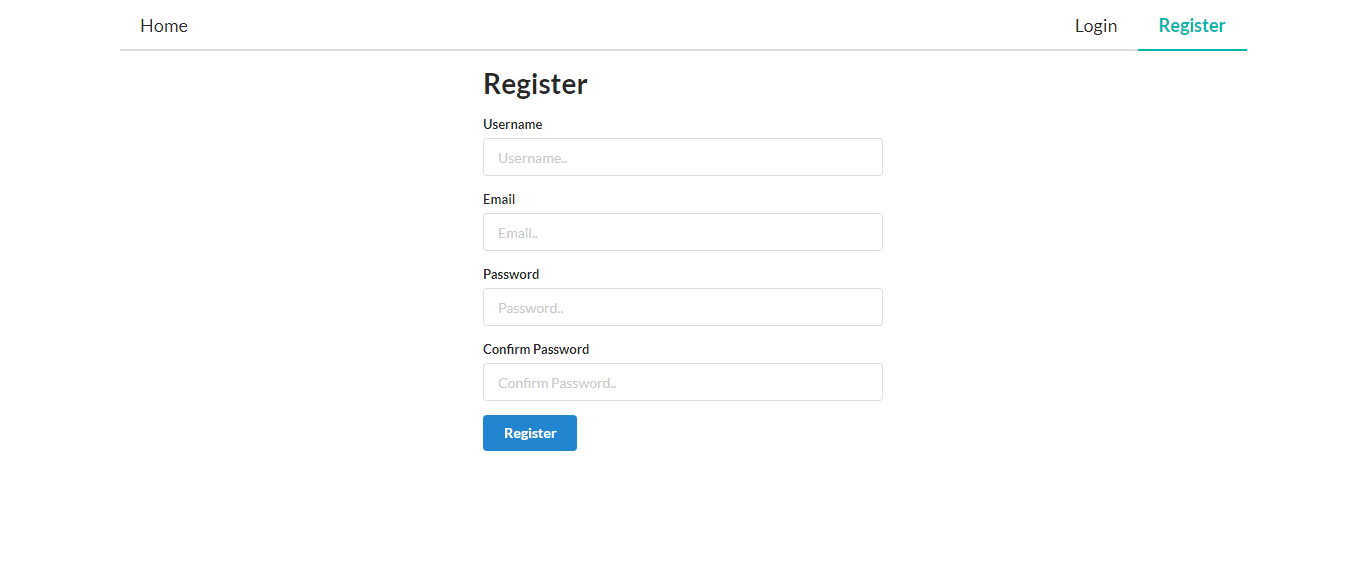 Home Login Register
Register
Username
Username..
Email
Email..
Password
Password..
Confirm Password
Confirm Password..
Register